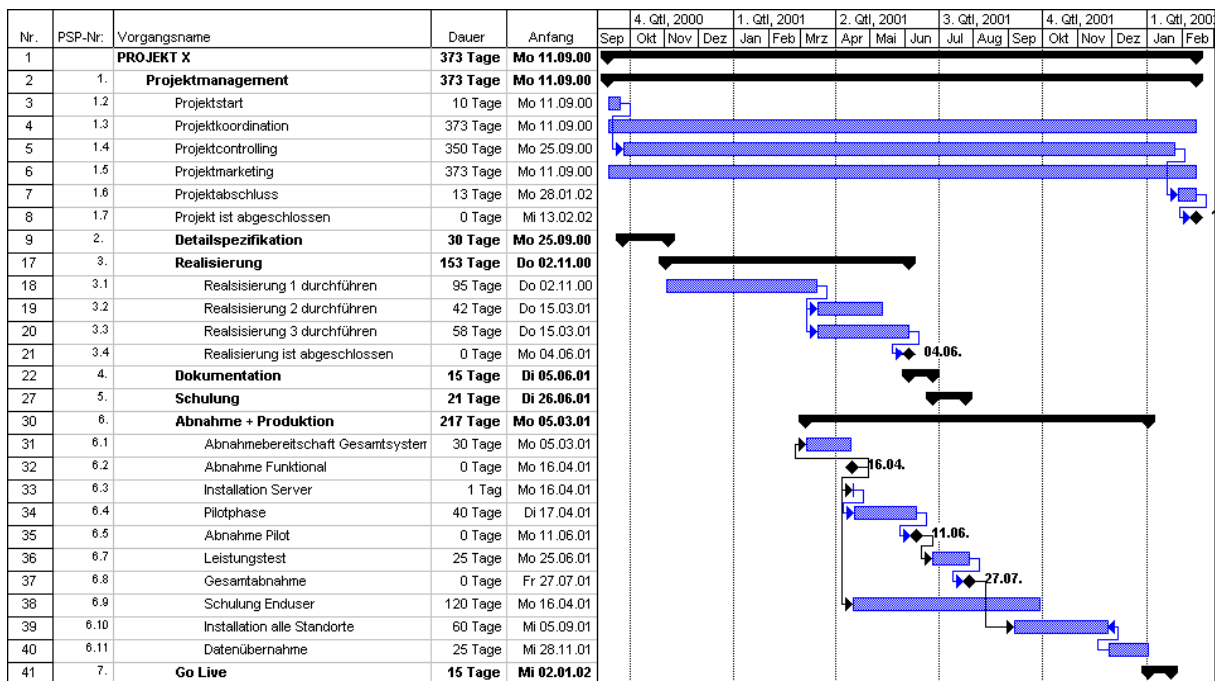 4. Qtl, 2000 1. Qtl, 2001 2. Qtl, 2001 3. Qtl, 2001 4. Qtl, 2001 1. Qtl,
Nr. PSP-Nr: Vorgangsname Dauer Anfang Sep Okt Nov Dez Jan Feb Mrz Apr Mai Jun Jul Aug Sep Okt Nov Dez Jan Feb
1 PROJEKT X 373 Tage Mo 11.09.00
2 1. Projektmanagement 373 Tage Mo 11.09.00
3 1.2 Projektstart 10 Tage Mo 11.09.00
4 1.3 Projektkoordination 373 Tage Mo 11.09.00
5 1.4 Projektcontrolling 350 Tage Mo 25.09.00
6 1.5 Projektmarketing 373 Tage Mo 11.09.00
7 1.6 Projektabschluss 13 Tage Mo 28.01.02
8 1.7 Projekt ist abgeschlossen 0 Tage Mi 13.02.02
9 2. Detailspezifikation 30 Tage Mo 25.09.00
17 3. Realisierung 153 Tage Do 02.11.00
18 3.1 Realsisierung 1 durchführen 95 Tage Do 02.11.00
19 3.2 Realsisierung 2 durchführen 42 Tage Do 15.03.01
20 3.3 Realsisierung 3 durchführen 58 Tage Do 15.03.01
21 3.4 Realisierung ist abgeschlossen 0 Tage Mo 04.06.01 04.06.
22 4. Dokumentation 15 Tage Di 05.06.01
27 5. Schulung 21 Tage Di 26.06.01
30 6. Abnahme + Produktion 217 Tage Mo 05.03.01
31 6.1 Abnahmebereitschaft Gesamtsystem 30 Tage Mo 05.03.01
32 6.2 Abnahme Funktional 0 Tage Mo 16.04.01 16.04.
33 6.3 Installation Server 1 Tag Mo 16.04.01
34 6.4 Pilotphase 40 Tage Di 17.04.01
35 6.5 Abnahme Pilot 0 Tage Mo 11.06.01 11.06.
36 6.7 Leistungstest 25 Tage Mo 25.06.01
37 6.8 Gesamtabnahme 0 Tage Fr 27.07.01 27.07.
38 6.9 Schulung Enduser 120 Tage Mo 16.04.01
39 6.10 Installation alle Standorte 60 Tage Mi 05.09.01
40 6.11 Datenübernahme 25 Tage Mi 28.11.01
41 7. Go Live 15 Tage Mi 02.01.02